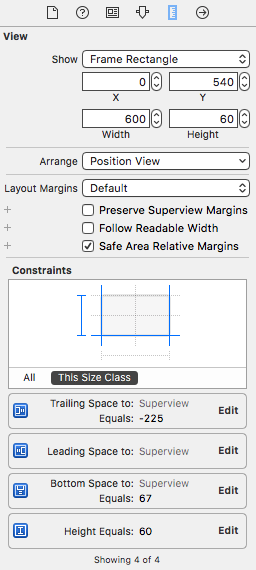 View
Show Frame Rectangle
0 540
X Y
600 60
Width Height
Arrange Position View
Layout Margins Default
+ Preserve Superview Margins
+ Follow Readable Width
+ Safe Area Relative Margins
Constraints
All This Size Class
Trailing Space to: Superview
Equals: -225 Edit
Leading Space to: Superview Edit
Bottom Space to: Superview
Equals: 67 Edit
Height Equals: 60 Edit
Showing 4 of 4